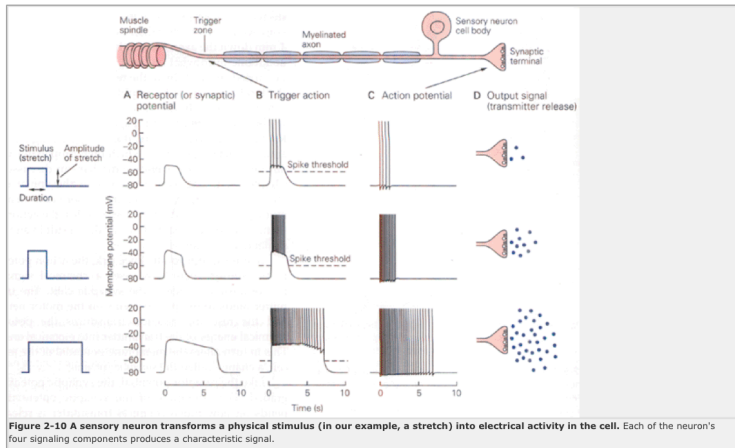 Muscle spindle
Trigger zone
Myelinated axon
Sensory neuron cell body
Synaptic terminal
A Receptor (or synaptic) potential
B Trigger action
C Action potential
D Output signal (transmitter release)
Stimulus (stretch)
Amplitude of stretch
Duration
Membrane potential (mV)
20
0
−20
−40
−60
−80
Spike threshold
20
0
−20
−40
−60
−80
Spike threshold
20
0
−20
−40
−60
−80
0 5 10
0 5 10
0 5 10
Time (s)
Figure 2-10 A sensory neuron transforms a physical stimulus (in our example, a stretch) into electrical activity in the cell. Each of the neuron's
four signaling components produces a characteristic signal.